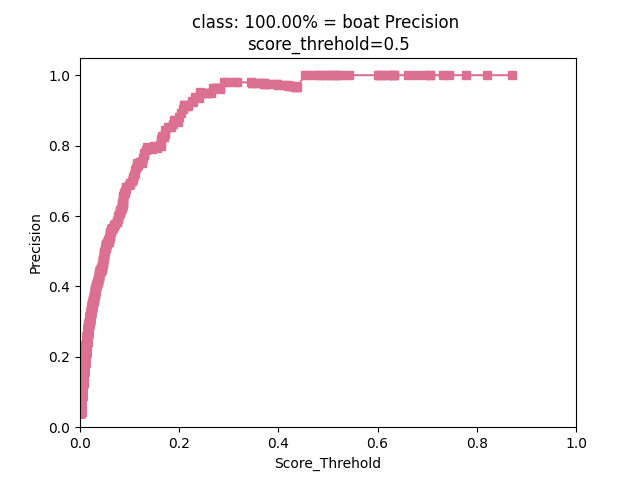 class: 100.00% = boat Precision
score_threhold=0.5
1.0
0.8
0.6
0.4
0.2
0.0
Precision
0.0 0.2 0.4 0.6 0.8 1.0
Score_Threhold